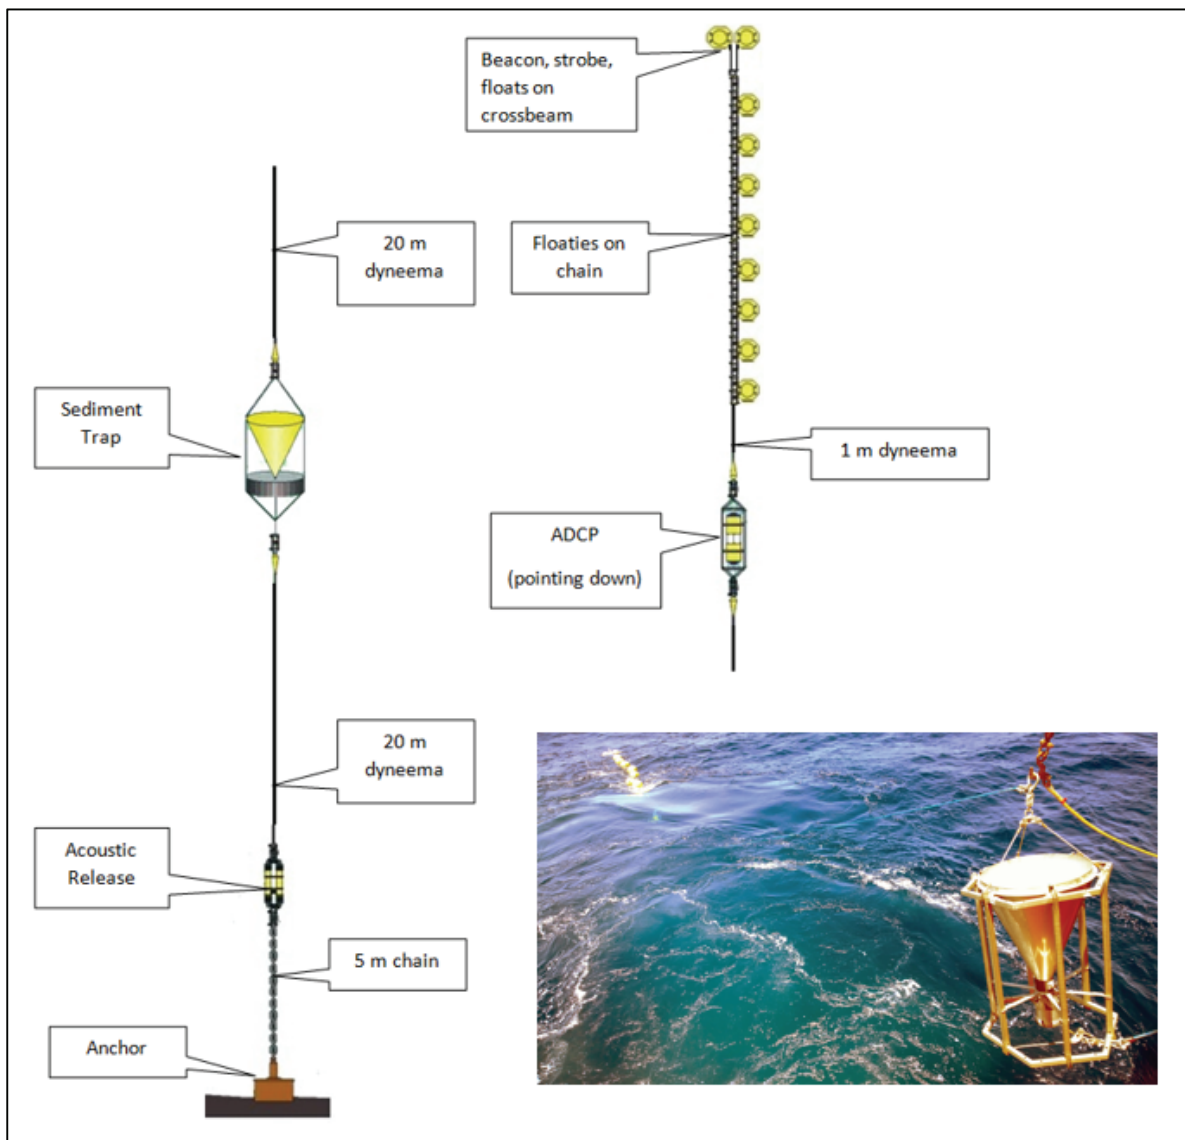 Beacon, strobe,
floats on
crossbeam
20 m
dyneema
Floaties on
chain
Sediment
Trap
1 m dyneema
ADCP
(pointing down)
20 m
dyneema
Acoustic
Release
5 m chain
Anchor